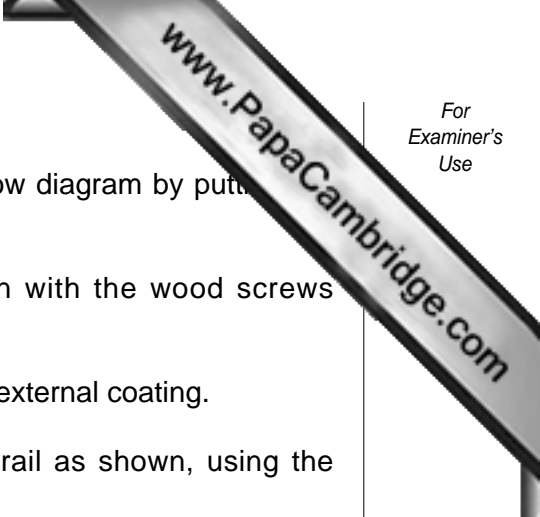 www.PapaCambridge.com
For
Examiner's
Use
ow diagram by
n with the wood screws
external coating.
rail as shown, using the